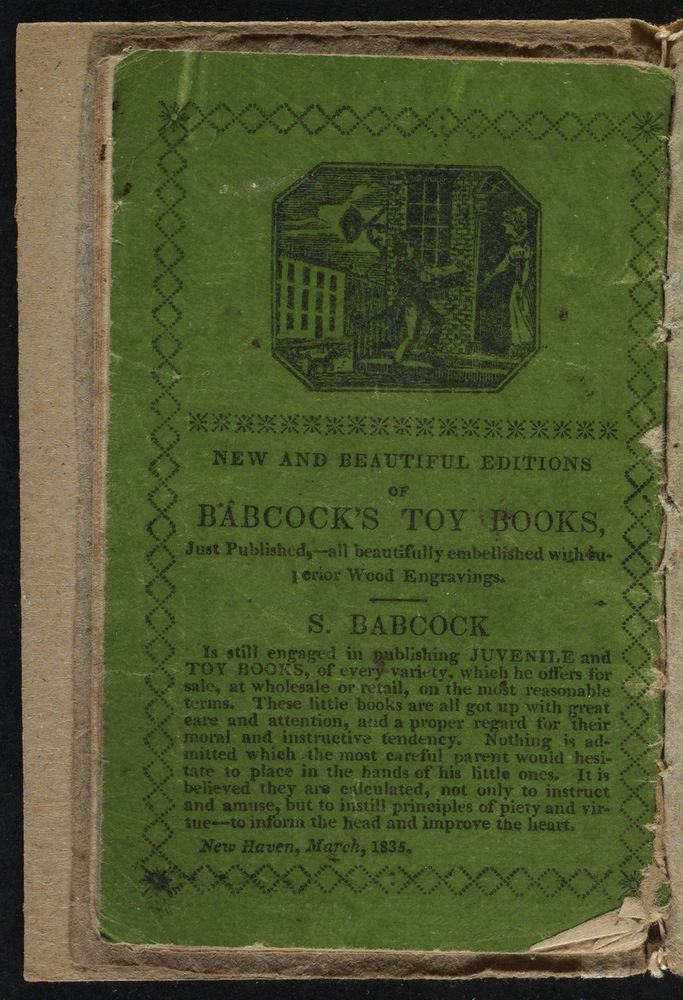 NEW AND BEAUTIFUL EDITIONS
OF
BABCOCK'S TOY BOOKS,
Just Published,—all beautifully embellished with su-
perior Wood Engravings.
S. BABCOCK
Is still engaged in publishing JUVENILE and
TOY BOOKS, of every variety, which he offers for
sale, at wholesale or retail, on the most reasonable
terms. These little books are all got up with great
care and attention, and a proper regard for their
moral and instructive tendency. Nothing is ad-
mitted which the most careful parent would hesi-
tate to place in the hands of his little ones. It is
believed they are calculated, not only to instruct
and amuse, but to instill principles of piety and vir-
tue—to inform the head and improve the heart.
New Haven, March, 1835.